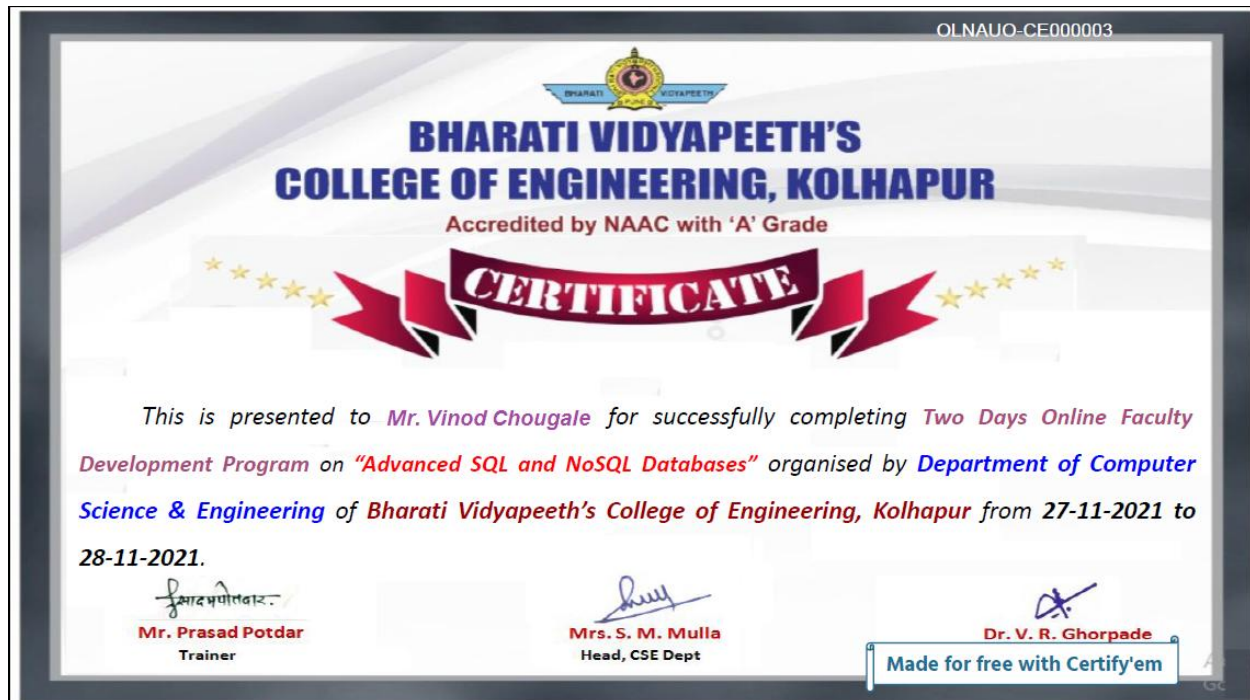 OLNAUO-CE000003
BHARATI VIDYAPEETH
PUNE
BHARATI VIDYAPEETH'S
COLLEGE OF ENGINEERING, KOLHAPUR
Accredited by NAAC with ‘A’ Grade
CERTIFICATE
This is presented to Mr. Vinod Chougale for successfully completing Two Days Online Faculty
Development Program on “Advanced SQL and NoSQL Databases” organised by Department of Computer
Science & Engineering of Bharati Vidyapeeth’s College of Engineering, Kolhapur from 27-11-2021 to
28-11-2021.
Mr. Prasad Potdar
Mrs. S. M. Mulla
Dr. V. R. Ghorpade
Trainer
Head, CSE Dept
Made for free with Certify'em